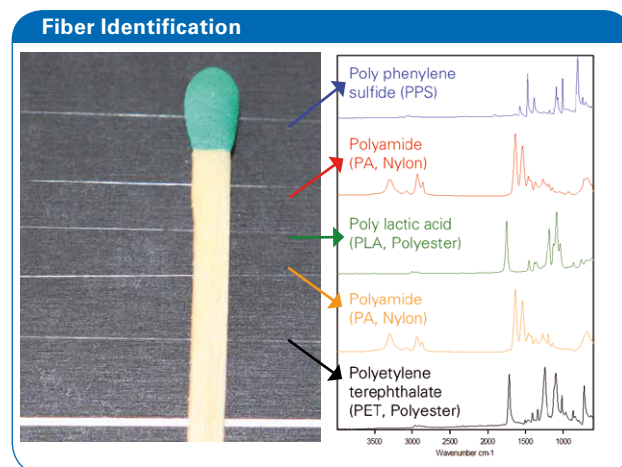 Fiber Identification
Poly phenylene
sulfide (PPS)
Polyamide
(PA, Nylon)
Poly lactic acid
(PLA, Polyester)
Polyamide
(PA, Nylon)
Polyetylene
terephthalate
(PET, Polyester)
3500 3000 2500 2000 1500 1000
Wavenumber cm-1